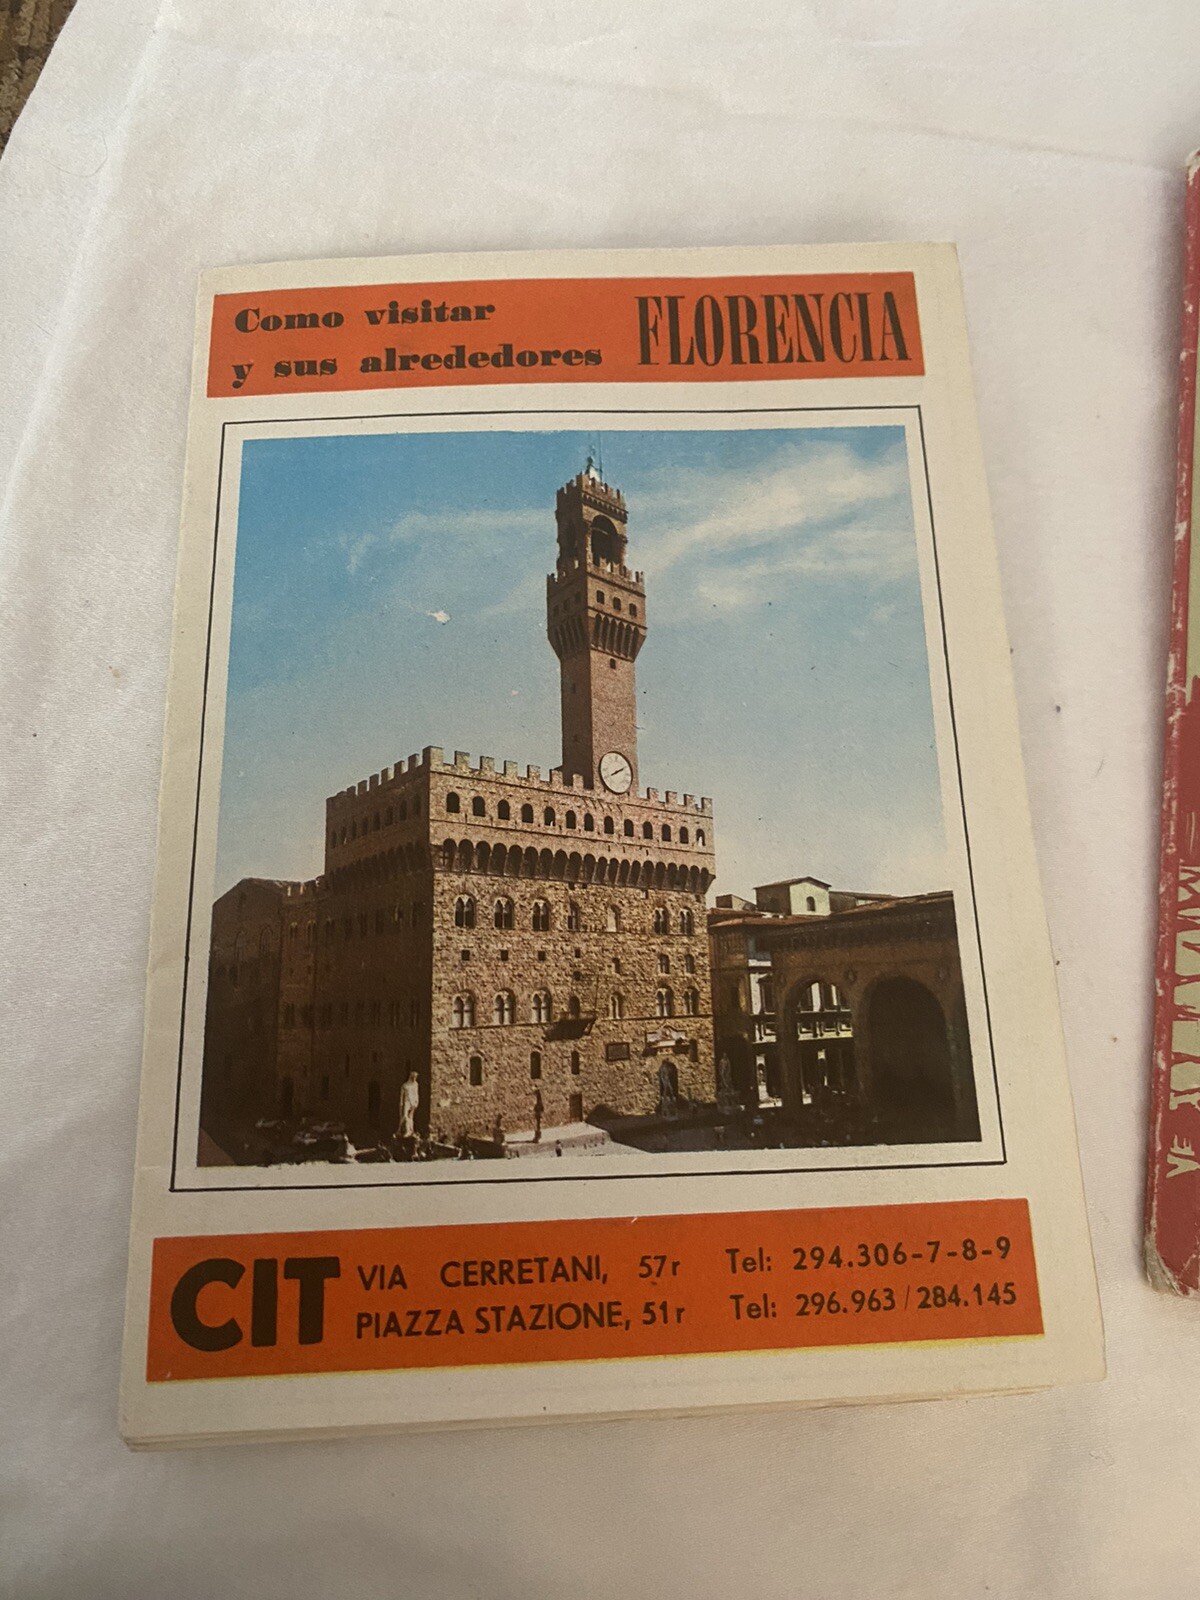 Como visitar
y sus alrededores
FLORENCIA
CIT
VIA CERRETANI, 57r Tel: 294.306-7-8-9
PIAZZA STAZIONE, 51r Tel: 296.963/284.145
YE